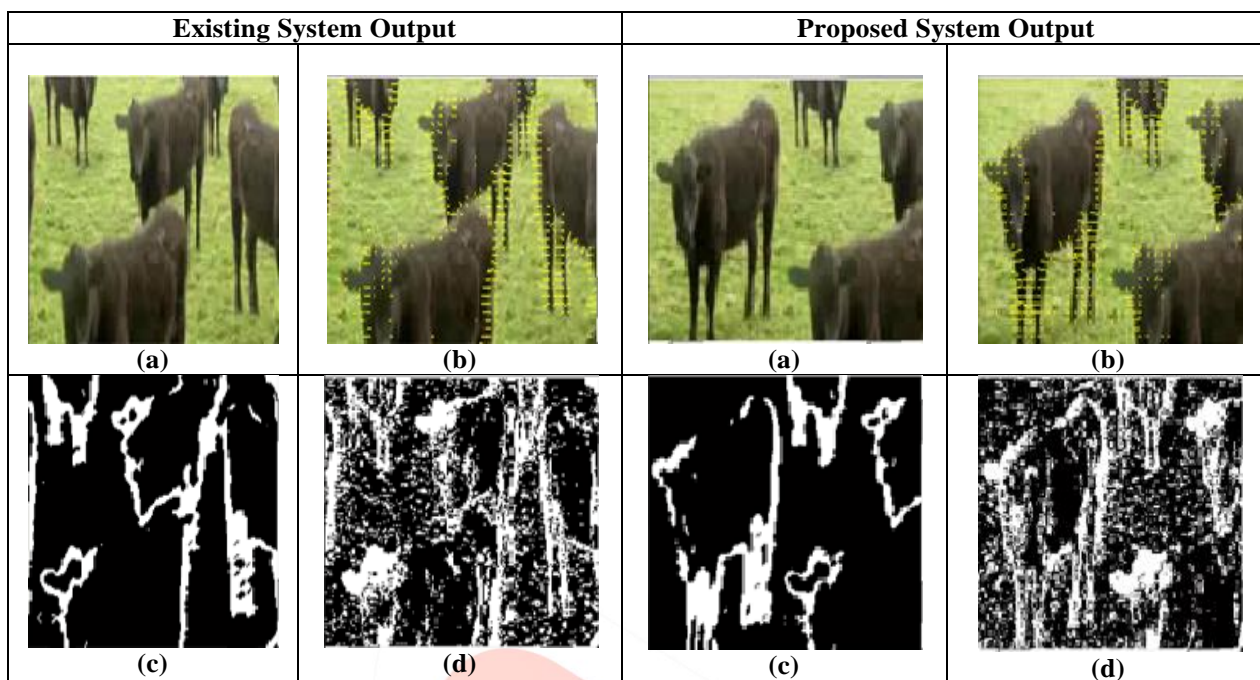 Existing System Output Proposed System Output
(a) (b) (a) (b)
(c) (d) (c) (d)